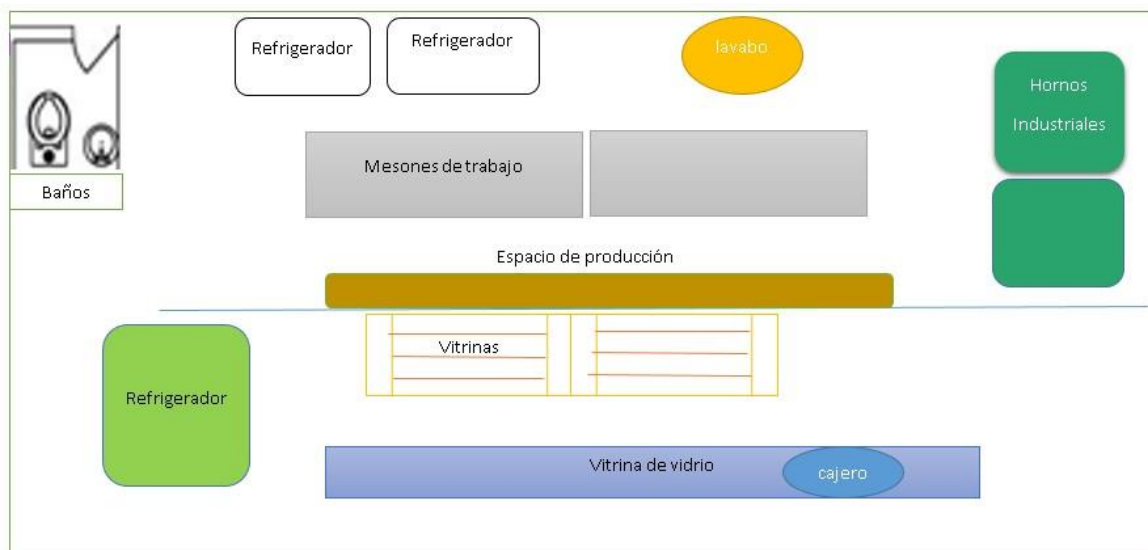 Refrigerador
Refrigerador
lavabo
Hornos
Industriales
Mesones de trabajo
Baños
Espacio de producción
Vitrinas
Refrigerador
Vitrina de vidrio
cajero